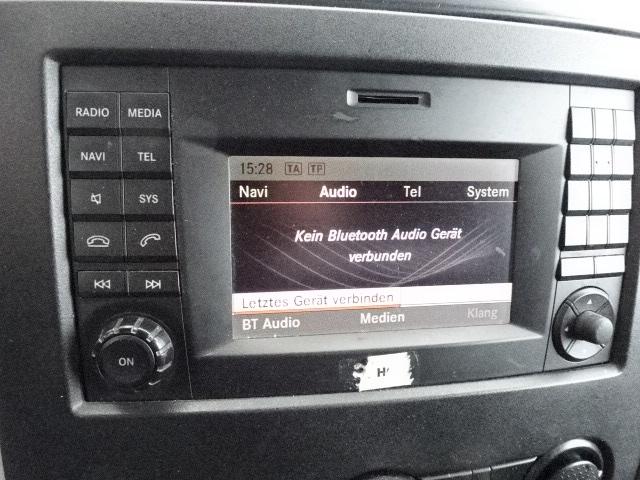 RADIO MEDIA
NAVI TEL
SYS
ON
15:28 TA TP
Navi Audio Tel System
Kein Bluetooth Audio Gerät
verbunden
Letztes Gerät verbinden
BT Audio Medien Klang